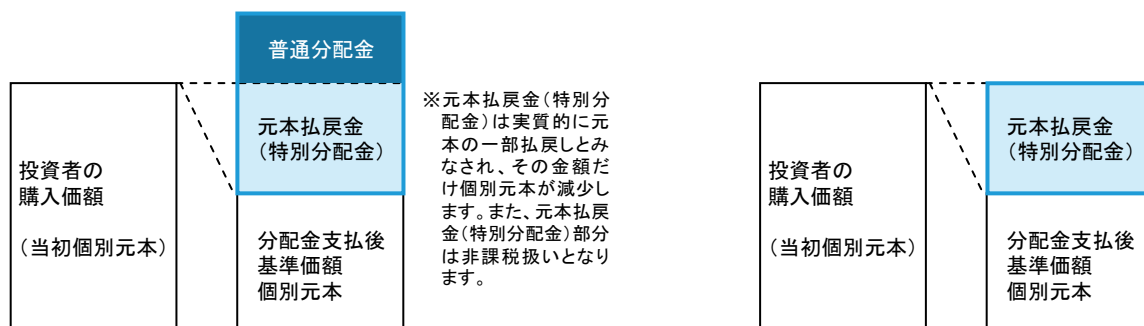 普通分配金
投資者の
購入価額
(当初個別元本)
元本払戻金
(特別分配金)
分配金支払後
基準価額
個別元本
※元本払戻金(特別分
配金)は実質的に元
本の一部払戻しとみ
なされ、その金額だ
け個別元本が減少し
ます。また、元本払戻
金(特別分配金)部分
は非課税扱いとなり
ます。
投資者の
購入価額
(当初個別元本)
元本払戻金
(特別分配金)
分配金支払後
基準価額
個別元本